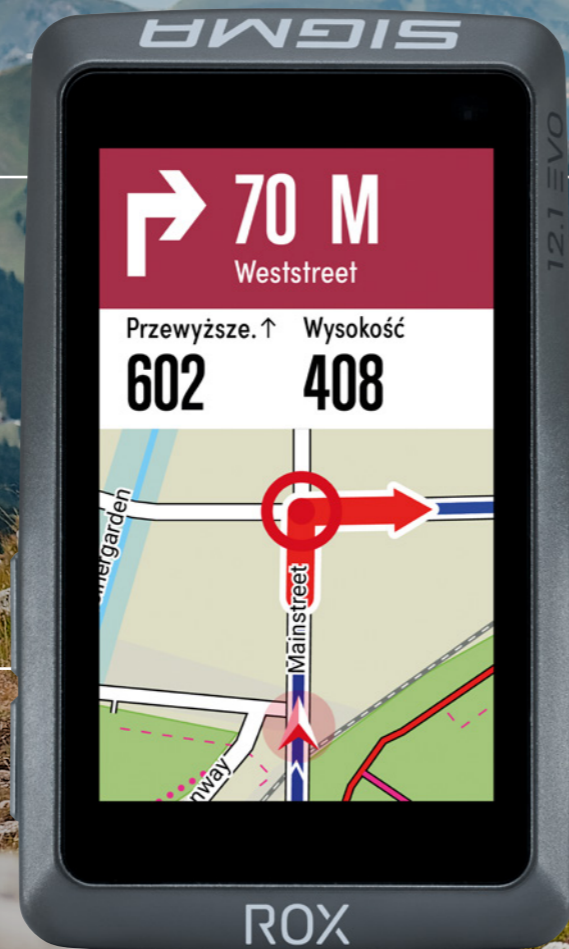 SIGMA
12.1 EVO
70 M
Weststreet
Przewyższe.↑ Wysokość
602 408
Mainstreet
ROX